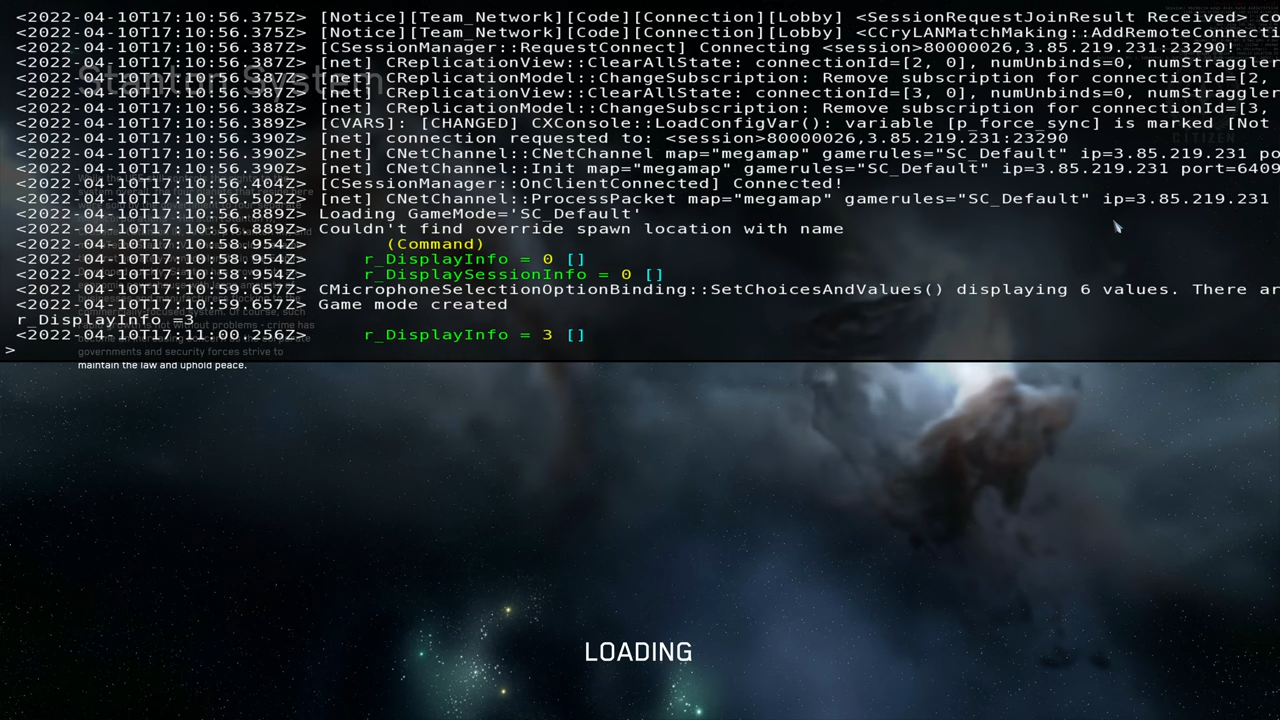 <2022-04-10T17:10:56.375Z> [Notice][Team_Network][Code][Connection][Lobby] <SessionRequestJoinResult Received> co
<2022-04-10T17:10:56.375Z> [Notice][Team_Network][Code][Connection][Lobby] <CCryLANMatchMaking::AddRemoteConnecti
<2022-04-10T17:10:56.387Z> [CSessionManager::RequestConnect] Connecting <session>80000026,3.85.219.231:23290!
<2022-04-10T17:10:56.387Z> [net] CReplicationView::ClearAllState: connectionId=[2, 0], numUnbinds=0, numStraggler
<2022-04-10T17:10:56.387Z> [net] CReplicationModel::ChangeSubscription: Remove subscription for connectionId=[2,
<2022-04-10T17:10:56.387Z> [net] CReplicationView::ClearAllState: connectionId=[3, 0], numUnbinds=0, numStraggler
<2022-04-10T17:10:56.388Z> [net] CReplicationModel::ChangeSubscription: Remove subscription for connectionId=[3,
<2022-04-10T17:10:56.389Z> [CVARS]: [CHANGED] CXConsole::LoadConfigVar(): variable [p_force_sync] is marked [Not
<2022-04-10T17:10:56.390Z> [net] connection requested to: <session>80000026,3.85.219.231:23290
<2022-04-10T17:10:56.390Z> [net] CNetChannel::CNetChannel map="megamap" gamerules="SC_Default" ip=3.85.219.231 po
<2022-04-10T17:10:56.390Z> [net] CNetChannel::Init map="megamap" gamerules="SC_Default" ip=3.85.219.231 port=6409
<2022-04-10T17:10:56.404Z> [CSessionManager::OnClientConnected] Connected!
<2022-04-10T17:10:56.502Z> [net] CNetChannel::ProcessPacket map="megamap" gamerules="SC_Default" ip=3.85.219.231
<2022-04-10T17:10:56.889Z> Loading GameMode='SC_Default'
<2022-04-10T17:10:56.889Z> Couldn't find override spawn location with name
<2022-04-10T17:10:58.954Z> (Command)
<2022-04-10T17:10:58.954Z> r_DisplayInfo = 0 []
<2022-04-10T17:10:58.954Z> r_DisplaySessionInfo = 0 []
<2022-04-10T17:10:59.657Z> CMicrophoneSelectionOptionBinding::SetChoicesAndValues() displaying 6 values. There ar
<2022-04-10T17:10:59.657Z> Game mode created
r_DisplayInfo =3
<2022-04-10T17:11:00.256Z> r_DisplayInfo = 3 []
>
Stanton System
governments and security forces strive to
maintain the law and uphold peace.
LOADING